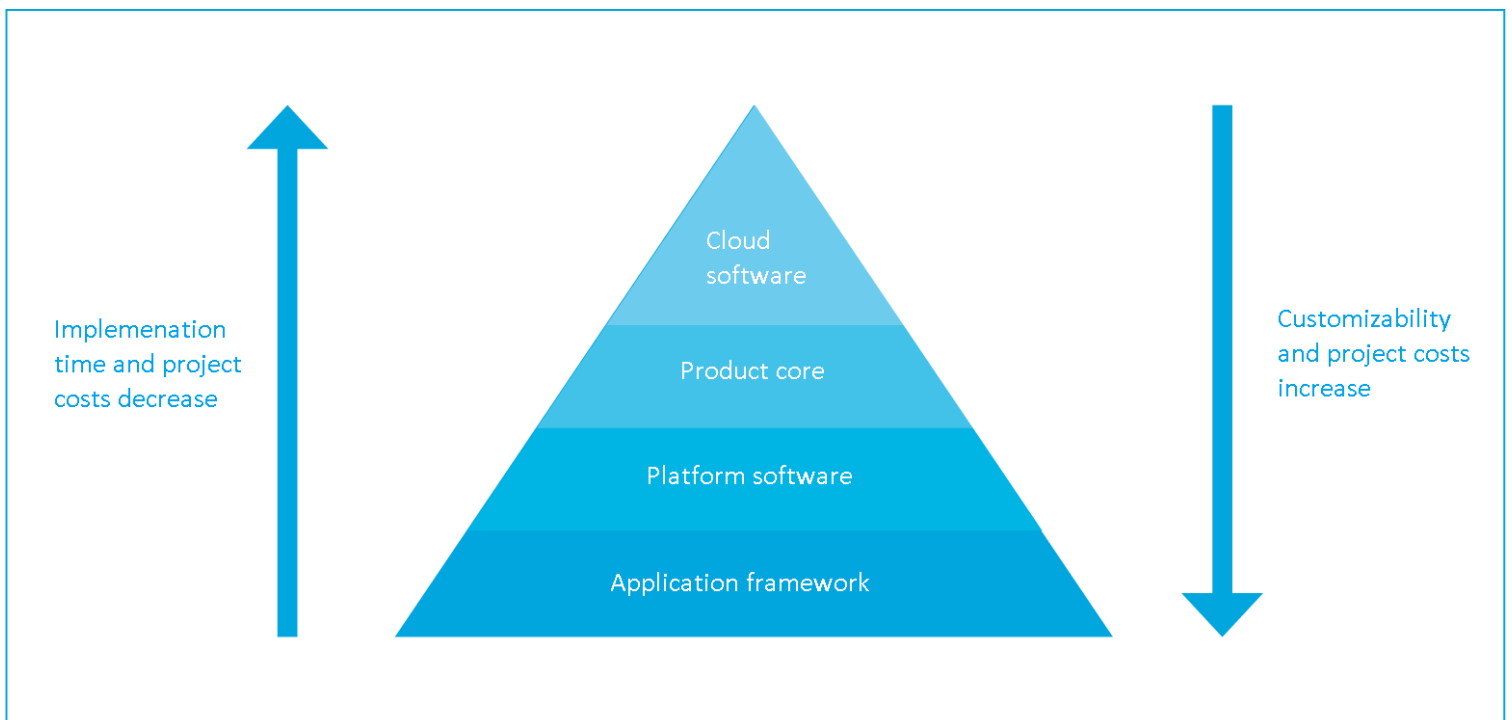 Implemenation
time and project
costs decrease
Cloud
software
Product core
Platform software
Application framework
Customizability
and project costs
increase